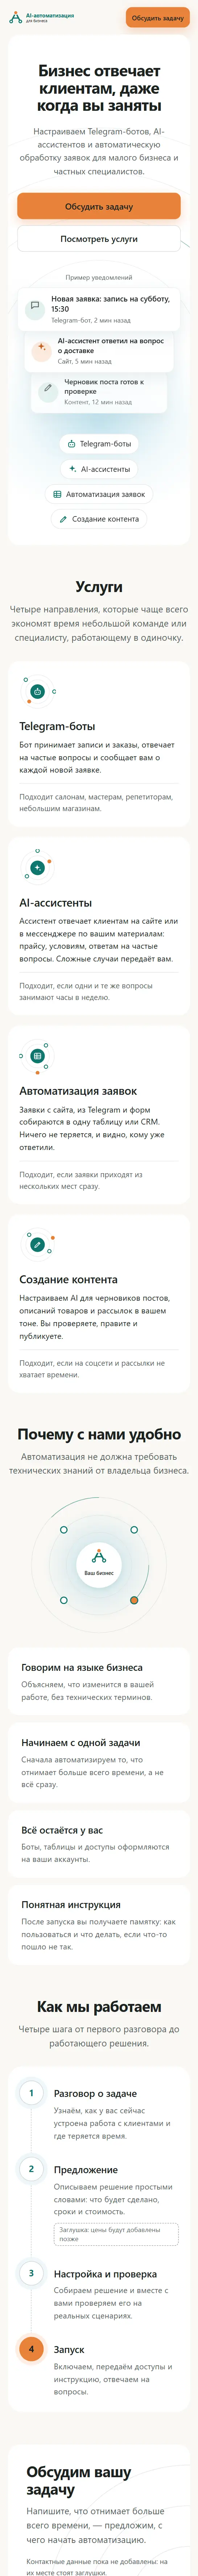 AI-автоматизация
для бизнеса
Обсудить задачу
Бизнес отвечает
клиентам, даже
когда вы заняты
Настраиваем Telegram-ботов, AI-
ассистентов и автоматическую
обработку заявок для малого бизнеса и
частных специалистов.
Обсудить задачу
Посмотреть услуги
Пример уведомлений
Новая заявка: запись на субботу,
15:30
Telegram-бот, 2 мин назад
AI-ассистент ответил на вопрос
о доставке
Сайт, 5 мин назад
Черновик поста готов к
проверке
Контент, 12 мин назад
Telegram-боты
AI-ассистенты
Автоматизация заявок
Создание контента
Услуги
Четыре направления, которые чаще всего
экономят время небольшой команде или
специалисту, работающему в одиночку.
Telegram-боты
Бот принимает записи и заказы, отвечает
на частые вопросы и сообщает вам о
каждой новой заявке.
Подходит салонам, мастерам, репетиторам,
небольшим магазинам.
AI-ассистенты
Ассистент отвечает клиентам на сайте или
в мессенджере по вашим материалам:
прайсу, условиям, ответам на частые
вопросы. Сложные случаи передаёт вам.
Подходит, если одни и те же вопросы
занимают часы в неделю.
Автоматизация заявок
Заявки с сайта, из Telegram и форм
собираются в одну таблицу или CRM.
Ничего не теряется, и видно, кому уже
ответили.
Подходит, если заявки приходят из
нескольких мест сразу.
Создание контента
Настраиваем AI для черновиков постов,
описаний товаров и рассылок в вашем
тоне. Вы проверяете, правите и
публикуете.
Подходит, если на соцсети и рассылки не
хватает времени.
Почему с нами удобно
Автоматизация не должна требовать
технических знаний от владельца бизнеса.
Ваш бизнес
Говорим на языке бизнеса
Объясняем, что изменится в вашей
работе, без технических терминов.
Начинаем с одной задачи
Сначала автоматизируем то, что
отнимает больше всего времени, а не
всё сразу.
Всё остаётся у вас
Боты, таблицы и доступы оформляются
на ваши аккаунты.
Понятная инструкция
После запуска вы получаете памятку: как
пользоваться и что делать, если что-то
пошло не так.
Как мы работаем
Четыре шага от первого разговора до
работающего решения.
1
Разговор о задаче
Узнаём, как у вас сейчас
устроена работа с клиентами и
где теряется время.
2
Предложение
Описываем решение простыми
словами: что будет сделано,
сроки и стоимость.
Заглушка: цены будут добавлены
позже
3
Настройка и проверка
Собираем решение и вместе с
вами проверяем его на
реальных сценариях.
4
Запуск
Включаем, передаём доступы и
инструкцию, отвечаем на
вопросы.
Обсудим вашу
задачу
Напишите, что отнимает больше
всего времени, — предложим, с
чего начать автоматизацию.
Контактные данные пока не добавлены: на
их месте стоят заглушки.